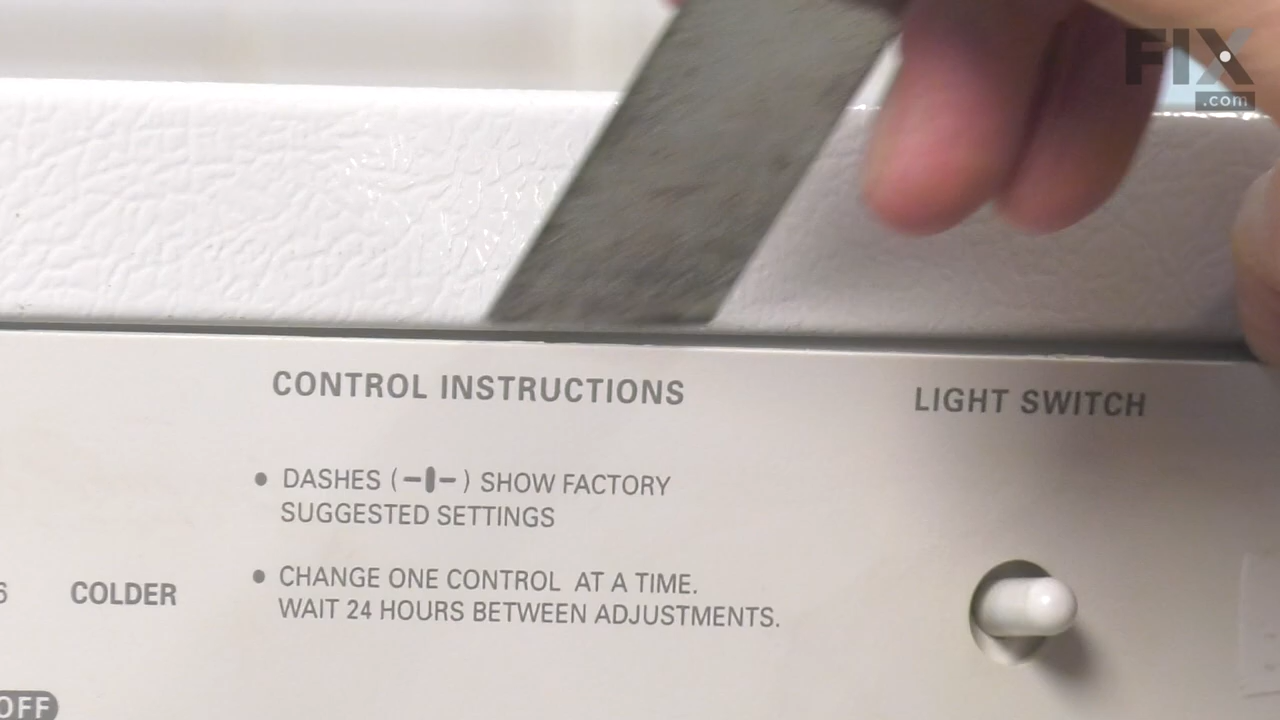 FIX
.com
CONTROL INSTRUCTIONS
LIGHT SWITCH
• DASHES (-▮-) SHOW FACTORY
SUGGESTED SETTINGS
• CHANGE ONE CONTROL AT A TIME.
WAIT 24 HOURS BETWEEN ADJUSTMENTS.
6 COLDER
OFF